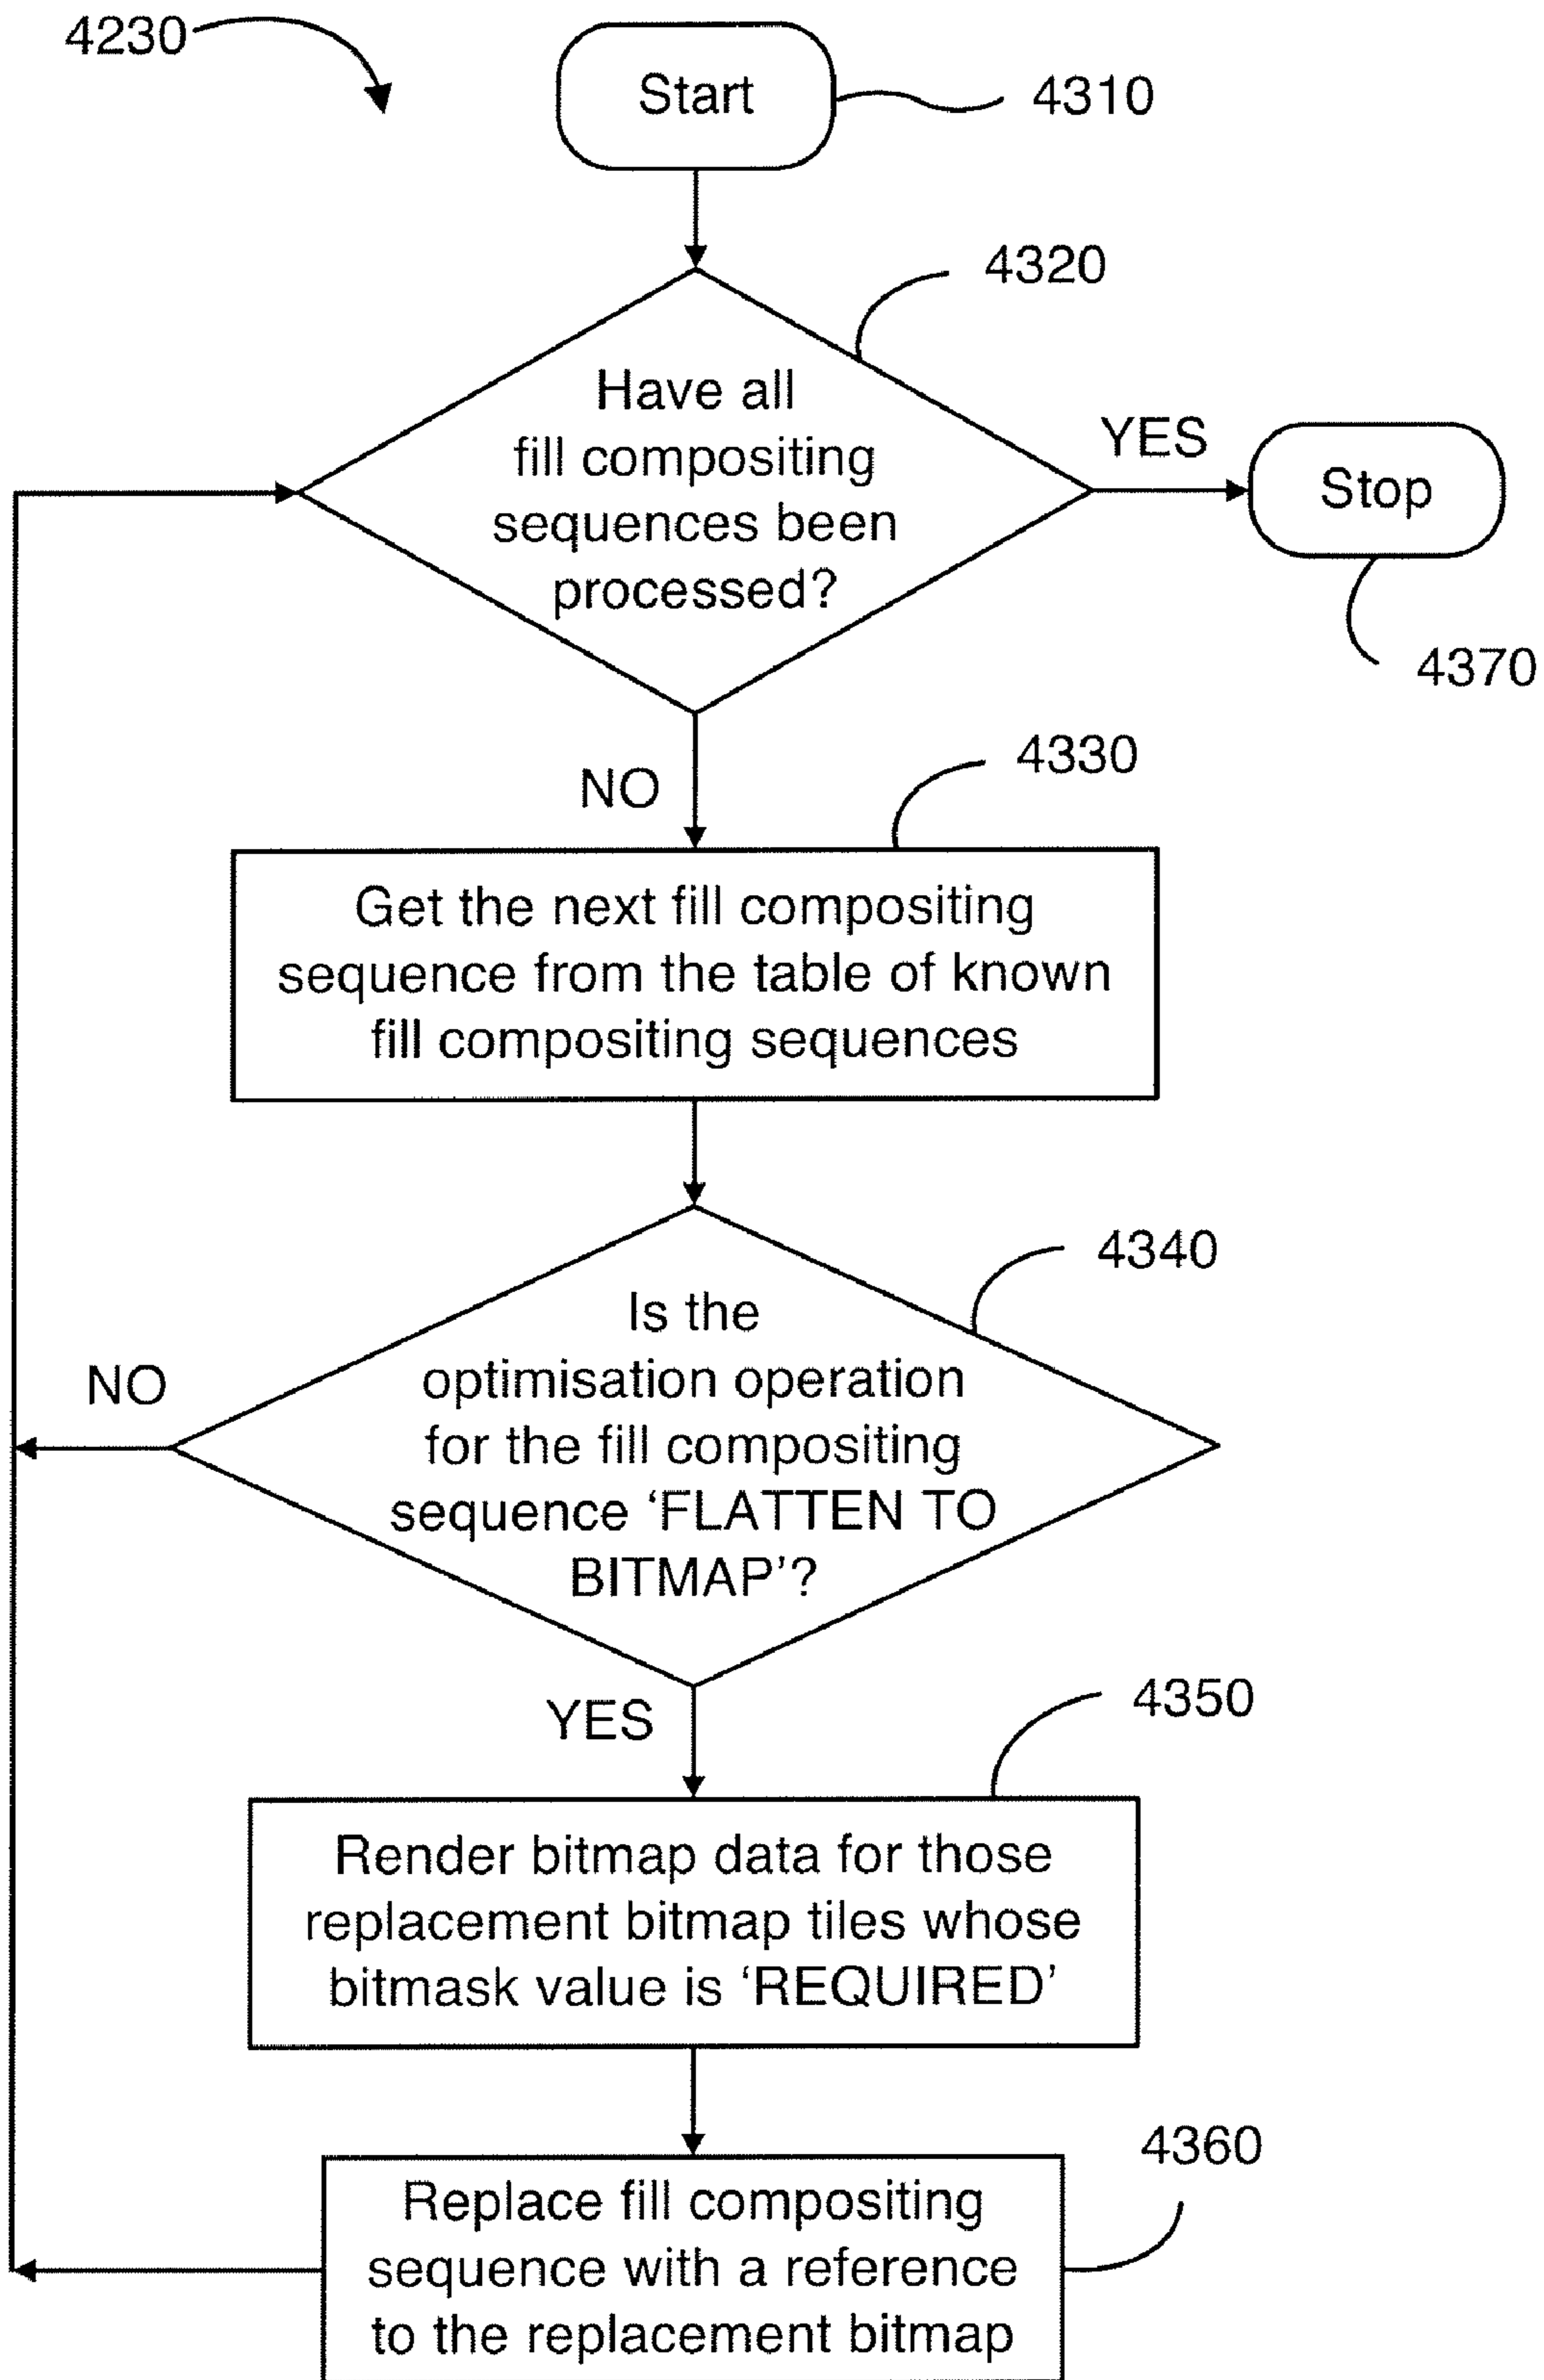 4230
Start
4310
4320
Have all
fill compositing
sequences been
processed?
YES
Stop
4370
NO
4330
Get the next fill compositing
sequence from the table of known
fill compositing sequences
4340
Is the
optimisation operation
for the fill compositing
sequence ‘FLATTEN TO
BITMAP’?
NO
YES
4350
Render bitmap data for those
replacement bitmap tiles whose
bitmask value is ‘REQUIRED’
4360
Replace fill compositing
sequence with a reference
to the replacement bitmap